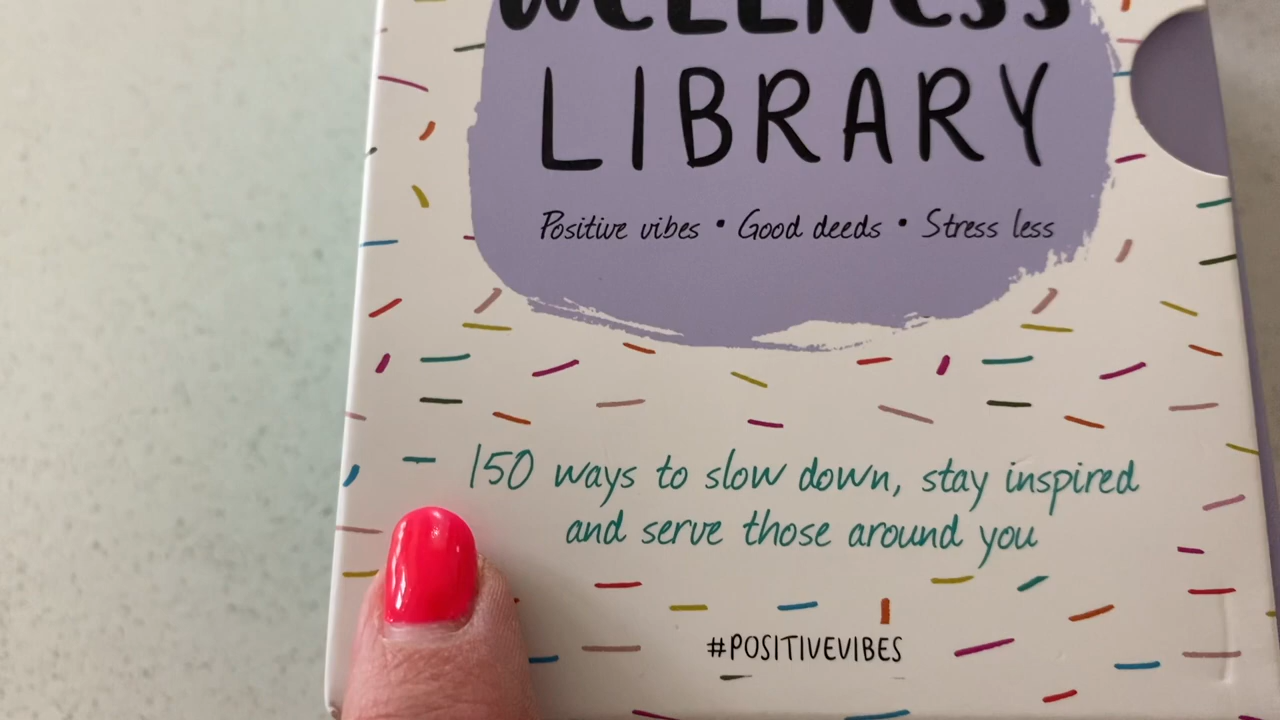 WELLNESS
LIBRARY
Positive vibes • Good deeds • Stress less
150 ways to slow down, stay inspired
and serve those around you
#POSITIVEVIBES